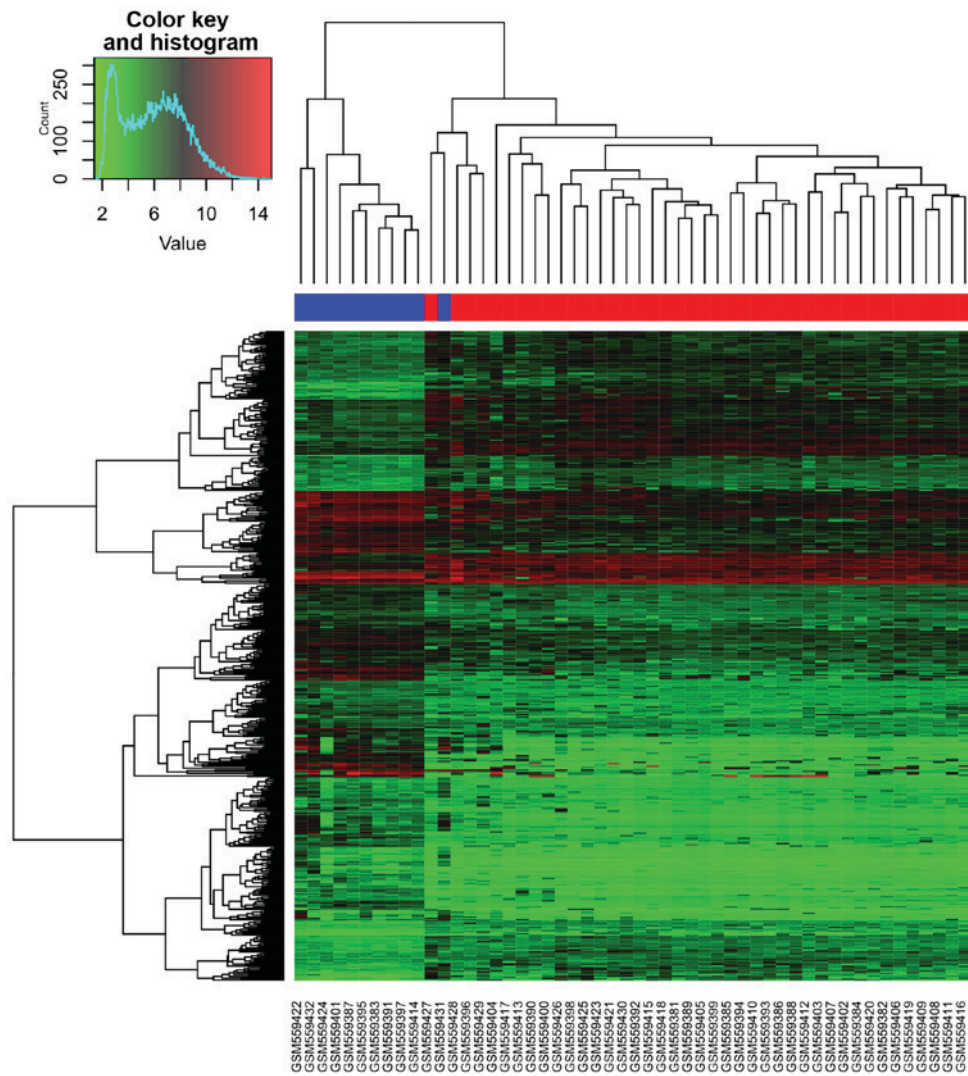 Color key
and histogram
Count
0
100
250
2
6
10
14
Value
GSM559422
GSM559432
GSM559424
GSM559401
GSM559387
GSM559395
GSM559383
GSM559391
GSM559397
GSM559414
GSM559427
GSM559431
GSM559428
GSM559396
GSM559429
GSM559404
GSM559417
GSM559413
GSM559390
GSM559400
GSM559426
GSM559398
GSM559425
GSM559423
GSM559421
GSM559430
GSM559392
GSM559415
GSM559418
GSM559381
GSM559389
GSM559405
GSM559399
GSM559385
GSM559394
GSM559410
GSM559393
GSM559386
GSM559388
GSM559412
GSM559403
GSM559407
GSM559402
GSM559384
GSM559420
GSM559382
GSM559406
GSM559419
GSM559409
GSM559408
GSM559411
GSM559416